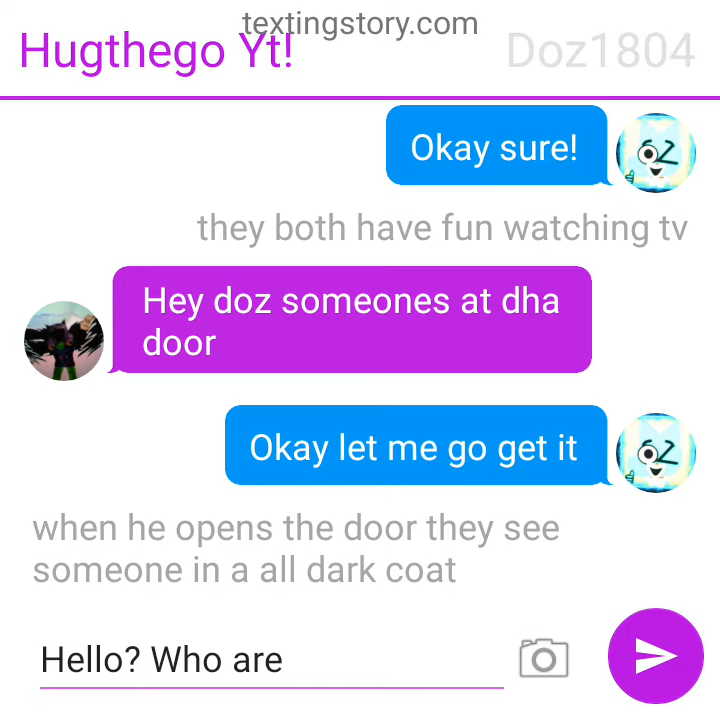 textingstory.com
Hugthego Yt!
Doz1804
Okay sure!
they both have fun watching tv
Hey doz someones at dha
door
Okay let me go get it
when he opens the door they see
someone in a all dark coat
Hello? Who are